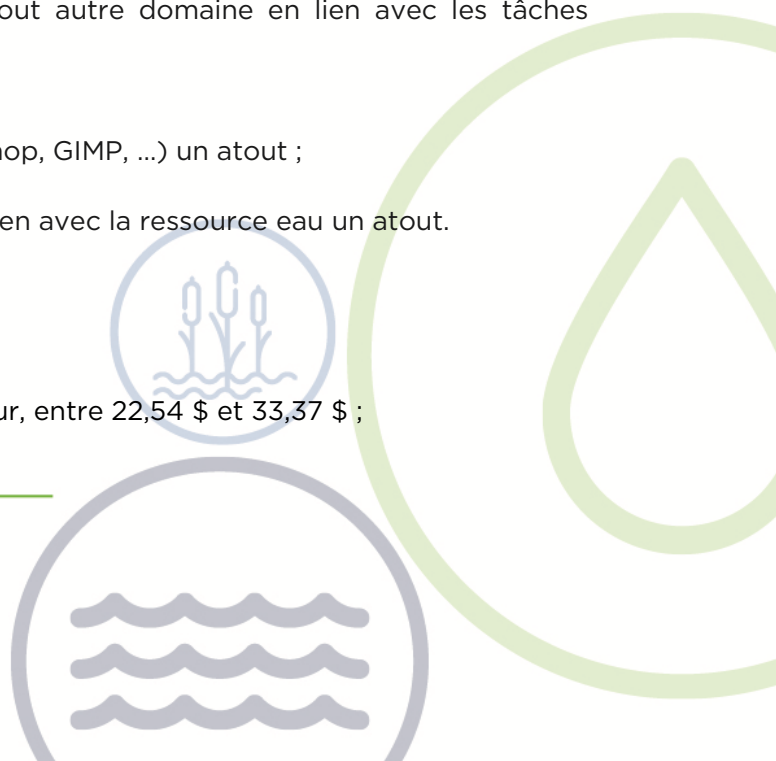 out autre domaine en lien avec les tâches
hop, GIMP, ...) un atout ;
en avec la ressource eau un atout.
ur, entre 22,54 $ et 33,37 $ ;